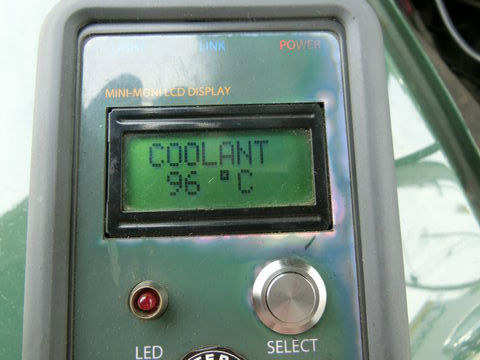 LIGHT LINK POWER
MINI-MONI LCD DISPLAY
COOLANT
96 °C
LED SELECT